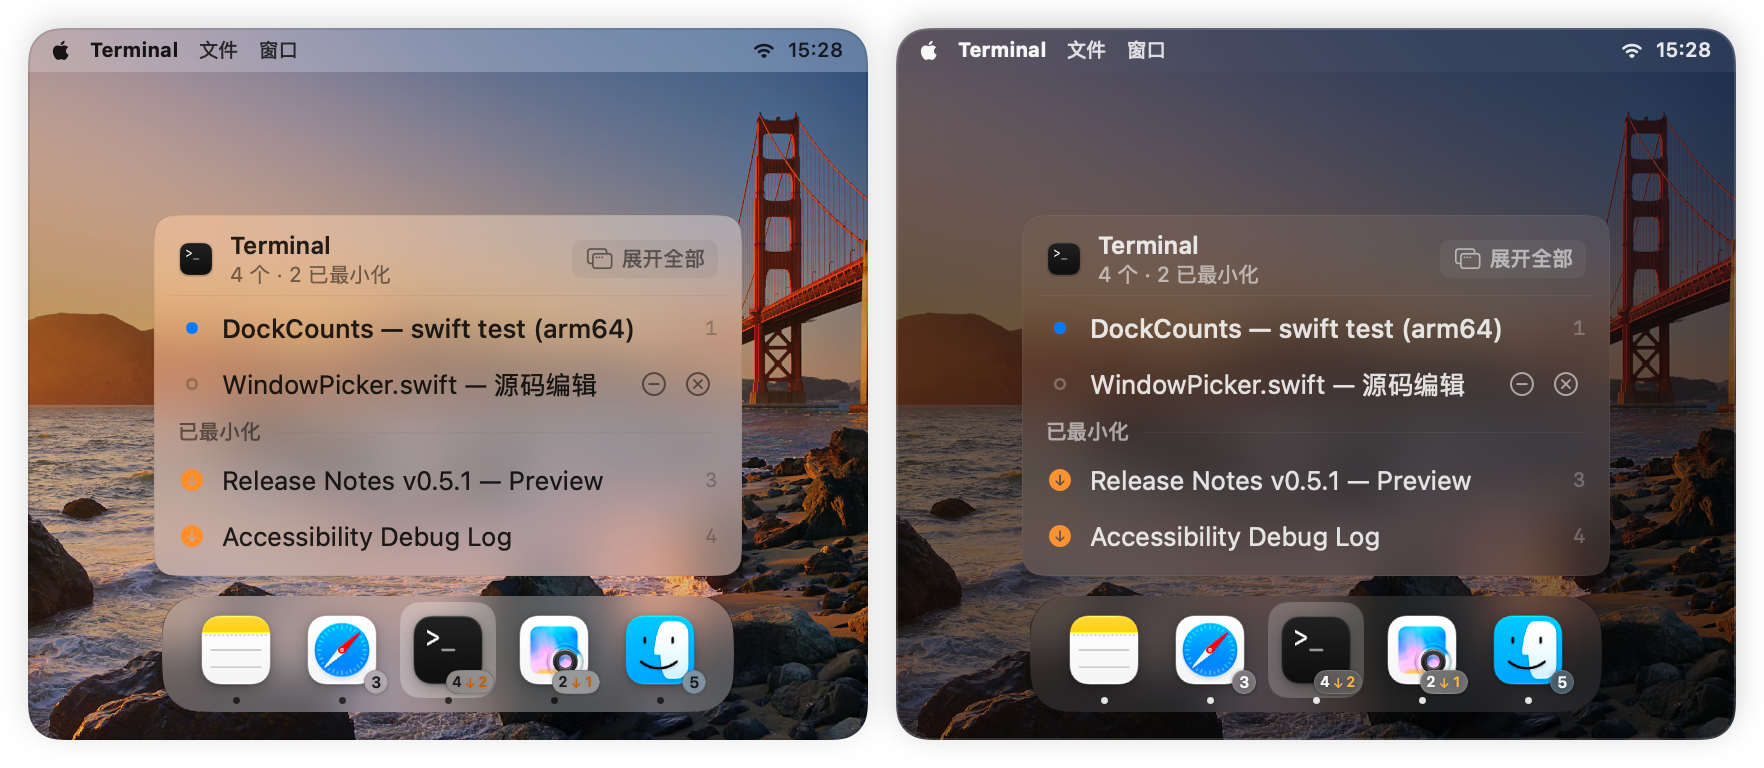 Terminal 文件 窗口 15:28
Terminal
4 个 · 2 已最小化
展开全部
DockCounts — swift test (arm64) 1
WindowPicker.swift — 源码编辑
已最小化
Release Notes v0.5.1 — Preview 3
Accessibility Debug Log 4
3 4↓2 2↓1 5
Terminal 文件 窗口 15:28
Terminal
4 个 · 2 已最小化
展开全部
DockCounts — swift test (arm64) 1
WindowPicker.swift — 源码编辑
已最小化
Release Notes v0.5.1 — Preview 3
Accessibility Debug Log 4
3 4↓2 2↓1 5